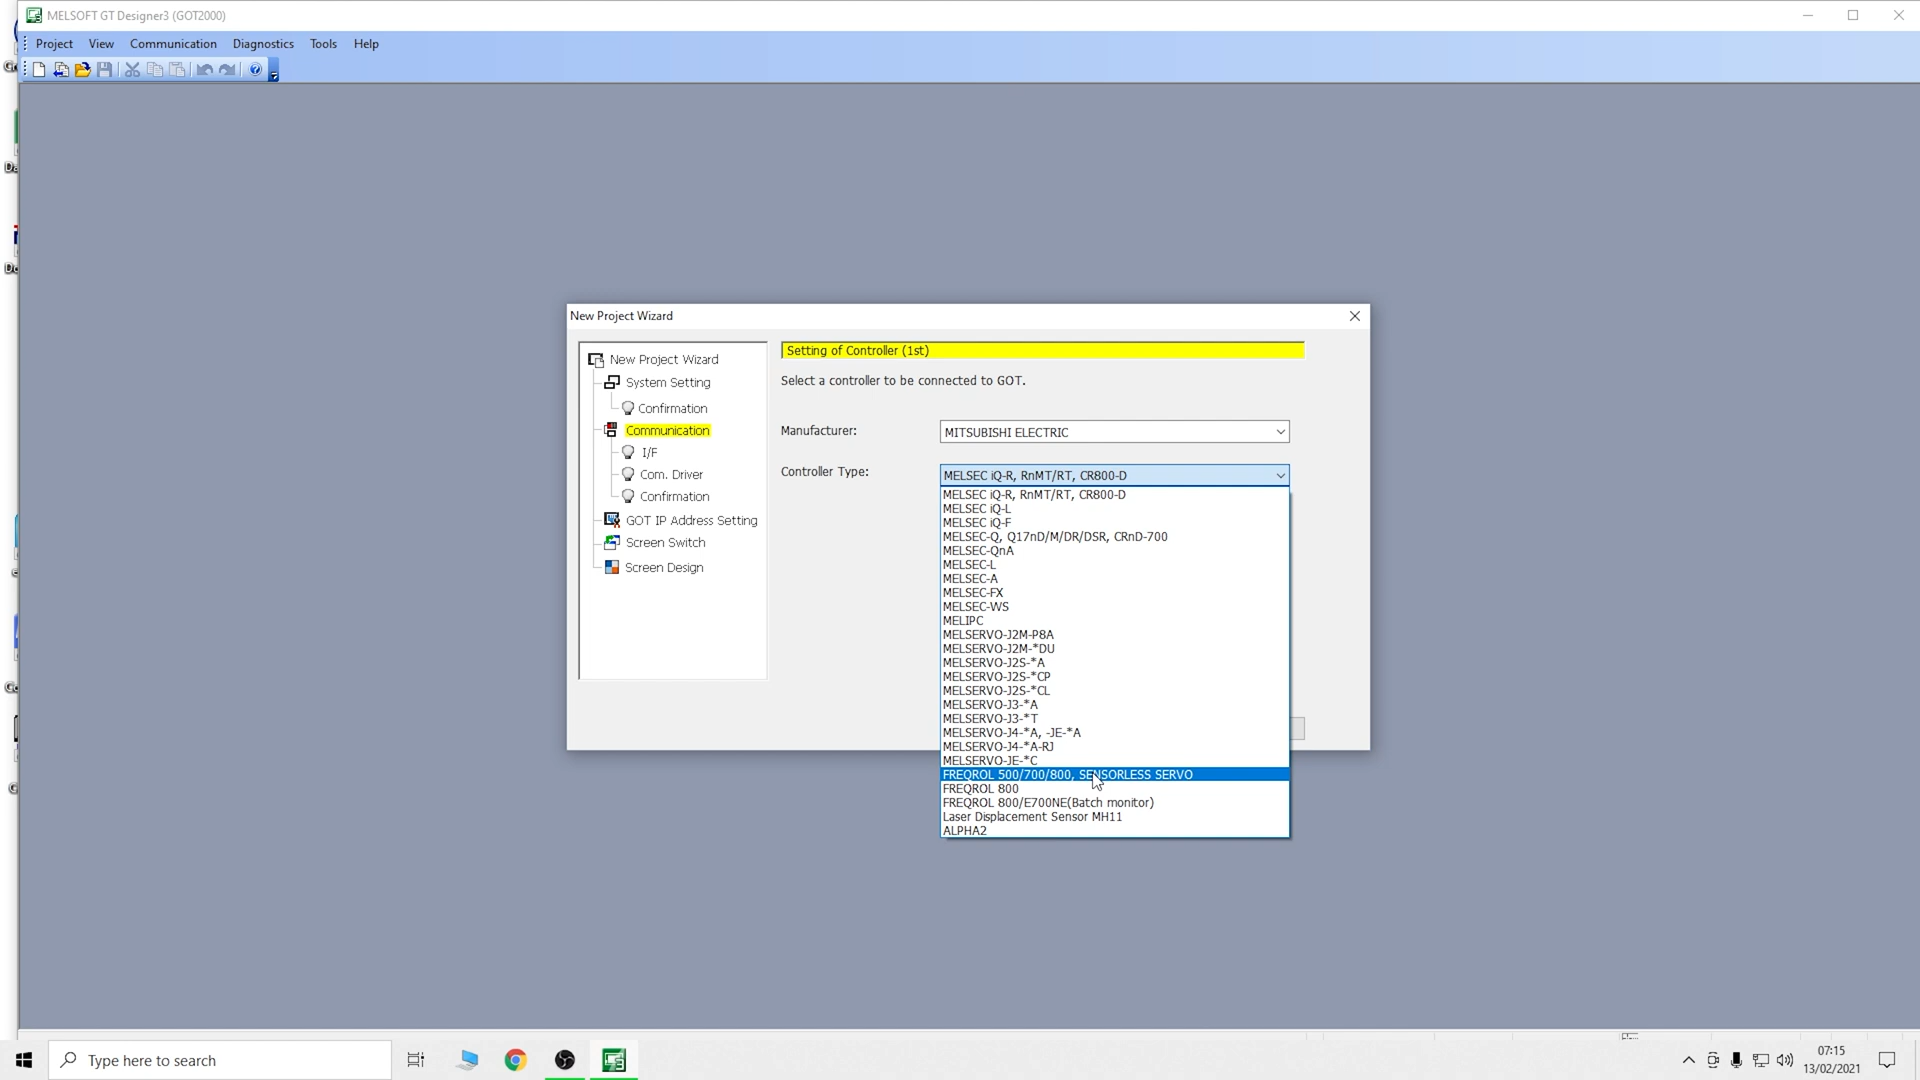 MELSOFT GT Designer3 (GOT2000)
Project View Communication Diagnostics Tools Help
New Project Wizard
New Project Wizard
System Setting
Confirmation
Communication
I/F
Com. Driver
Confirmation
GOT IP Address Setting
Screen Switch
Screen Design
Setting of Controller (1st)
Select a controller to be connected to GOT.
Manufacturer: MITSUBISHI ELECTRIC
Controller Type: MELSEC iQ-R, RnMT/RT, CR800-D
MELSEC iQ-R, RnMT/RT, CR800-D
MELSEC iQ-L
MELSEC iQ-F
MELSEC-Q, Q17nD/M/DR/DSR, CRnD-700
MELSEC-QnA
MELSEC-L
MELSEC-A
MELSEC-FX
MELSEC-WS
MELIPC
MELSERVO-J2M-P8A
MELSERVO-J2M-*DU
MELSERVO-J2S-*A
MELSERVO-J2S-*CP
MELSERVO-J2S-*CL
MELSERVO-J3-*A
MELSERVO-J3-*T
MELSERVO-J4-*A, -JE-*A
MELSERVO-J4-*A-RJ
MELSERVO-JE-*C
FREQROL 500/700/800, SENSORLESS SERVO
FREQROL 800
FREQROL 800/E700NE(Batch monitor)
Laser Displacement Sensor MH11
ALPHA2
Type here to search
07:15
13/02/2021